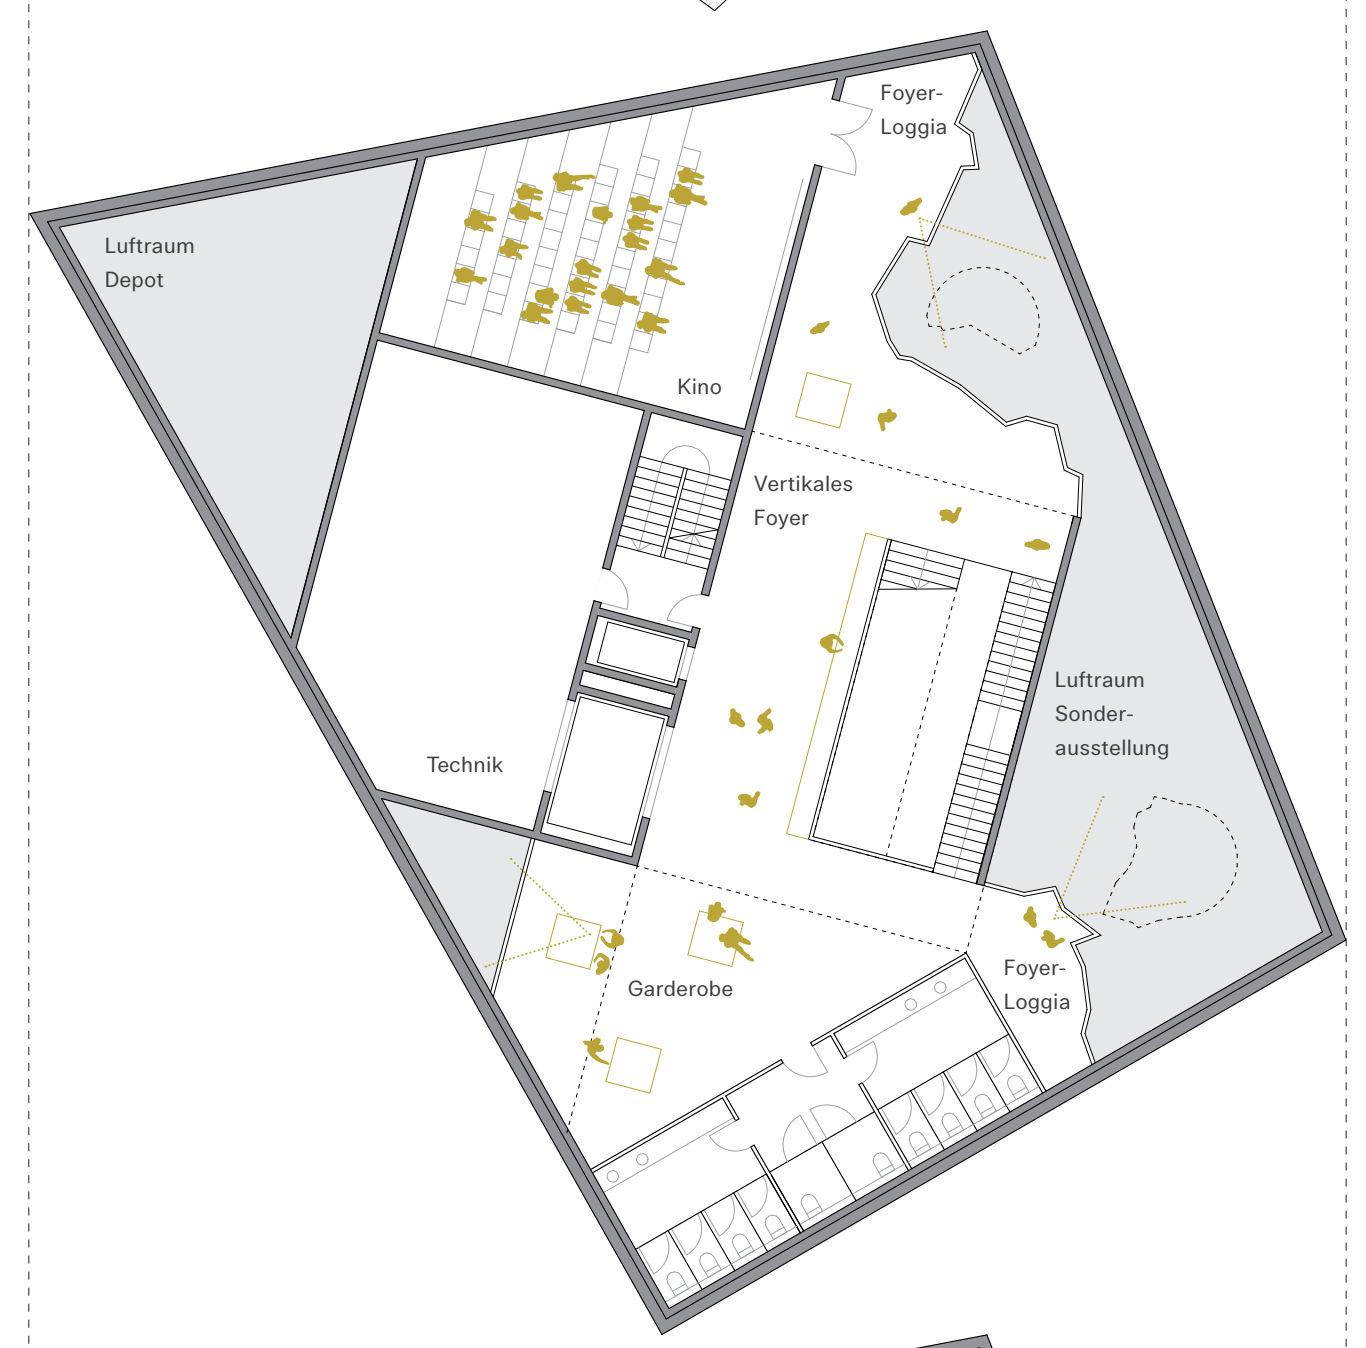 Foyer-
Loggia
Luftraum
Depot
Kino
Vertikales
Foyer
Luftraum
Sonder-
ausstellung
Technik
Foyer-
Loggia
Garderobe